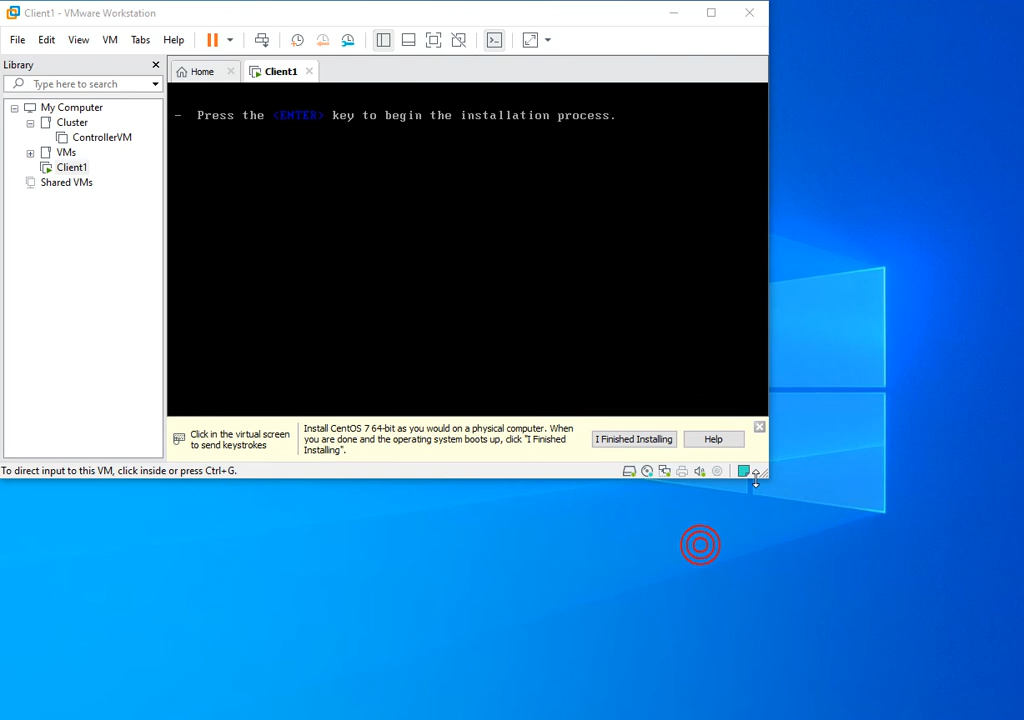 Client1 - VMware Workstation
File Edit View VM Tabs Help
Library
Type here to search
Home
Client1
My Computer
Cluster
ControllerVM
VMs
Client1
Shared VMs
- Press the <ENTER> key to begin the installation process.
Click in the virtual screen
to send keystrokes
Install CentOS 7 64-bit as you would on a physical computer. When
you are done and the operating system boots up, click "I Finished
Installing".
I Finished Installing
Help
To direct input to this VM, click inside or press Ctrl+G.